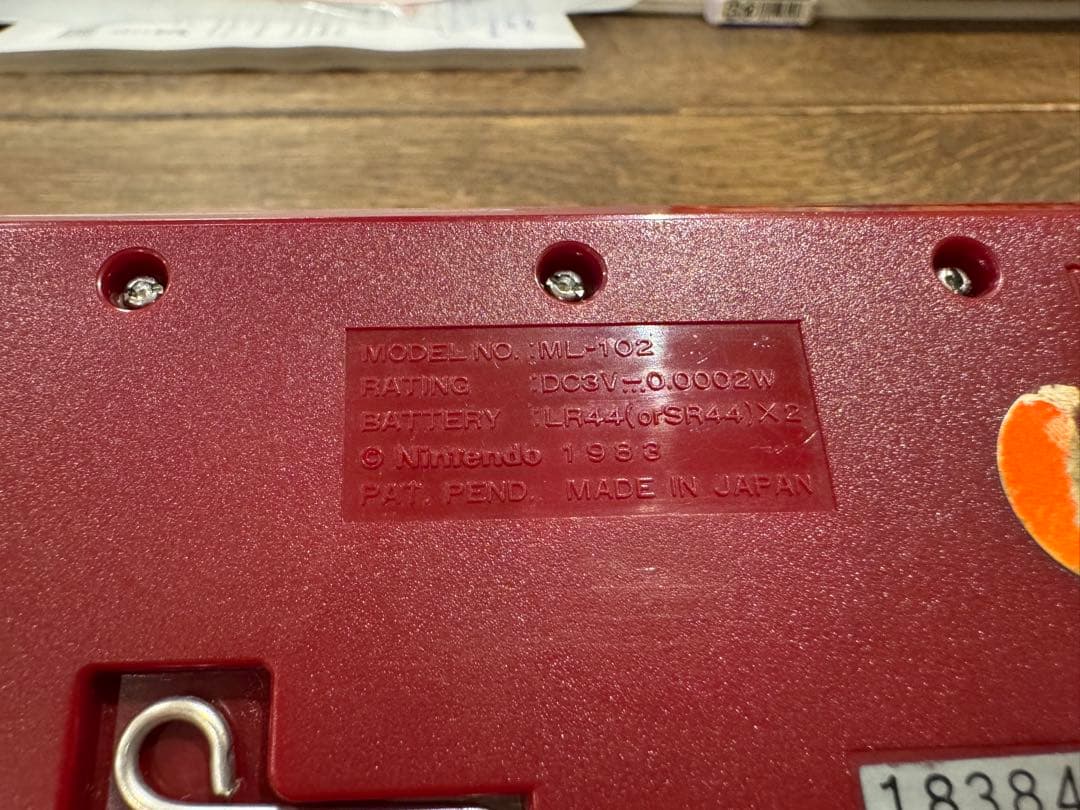 MODEL NO. :ML-102
RATING :DC3V⎓0.0002W
BATTERY :LR44(orSR44)X2
© Nintendo 1983
PAT. PEND. MADE IN JAPAN
18384